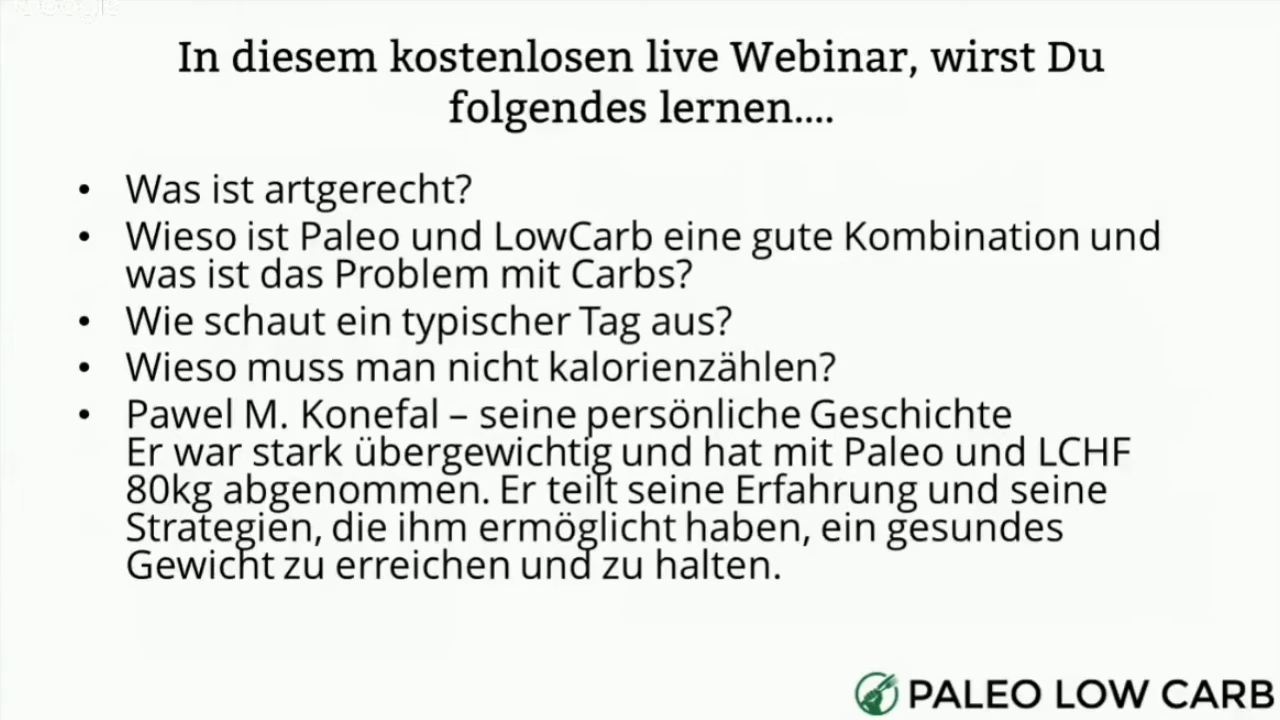 Google
In diesem kostenlosen live Webinar, wirst Du
folgendes lernen....
• Was ist artgerecht?
• Wieso ist Paleo und LowCarb eine gute Kombination und
was ist das Problem mit Carbs?
• Wie schaut ein typischer Tag aus?
• Wieso muss man nicht kalorienzählen?
• Pawel M. Konefal – seine persönliche Geschichte
Er war stark übergewichtig und hat mit Paleo und LCHF
80kg abgenommen. Er teilt seine Erfahrung und seine
Strategien, die ihm ermöglicht haben, ein gesundes
Gewicht zu erreichen und zu halten.
PALEO LOW CARB